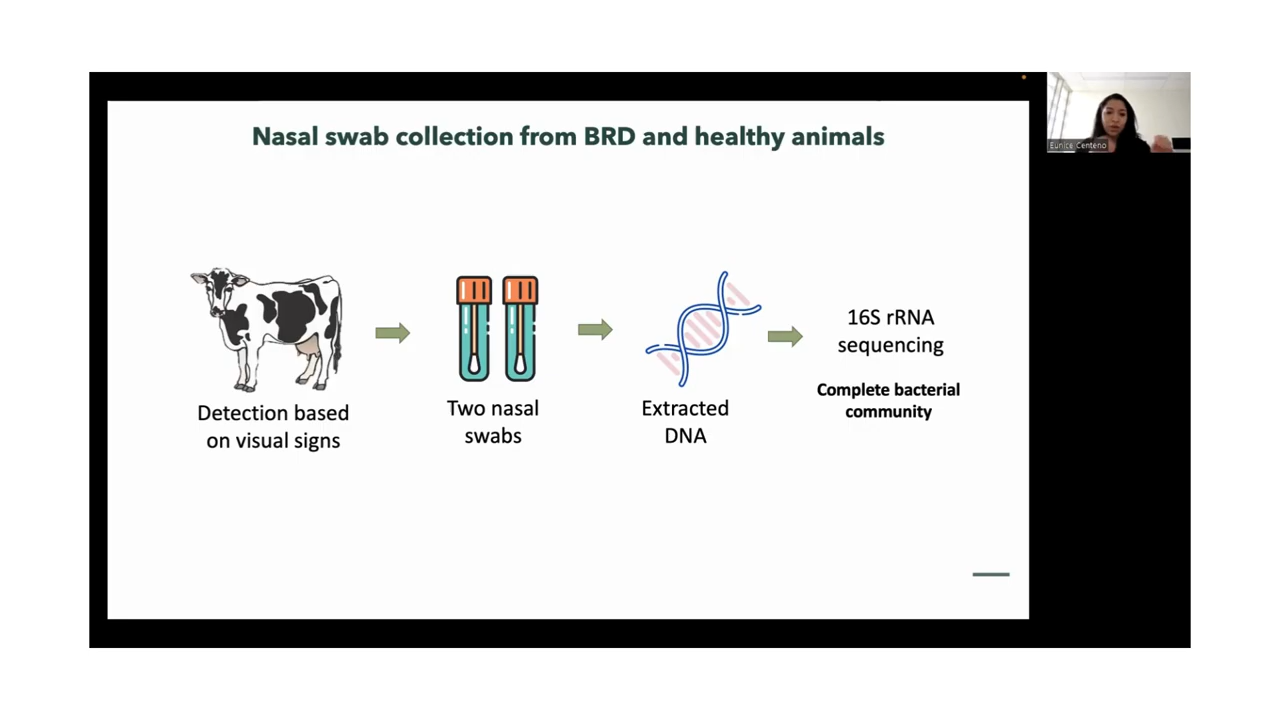 Nasal swab collection from BRD and healthy animals
Eunice Centeno
Detection based
on visual signs
Two nasal
swabs
Extracted
DNA
16S rRNA
sequencing
Complete bacterial
community